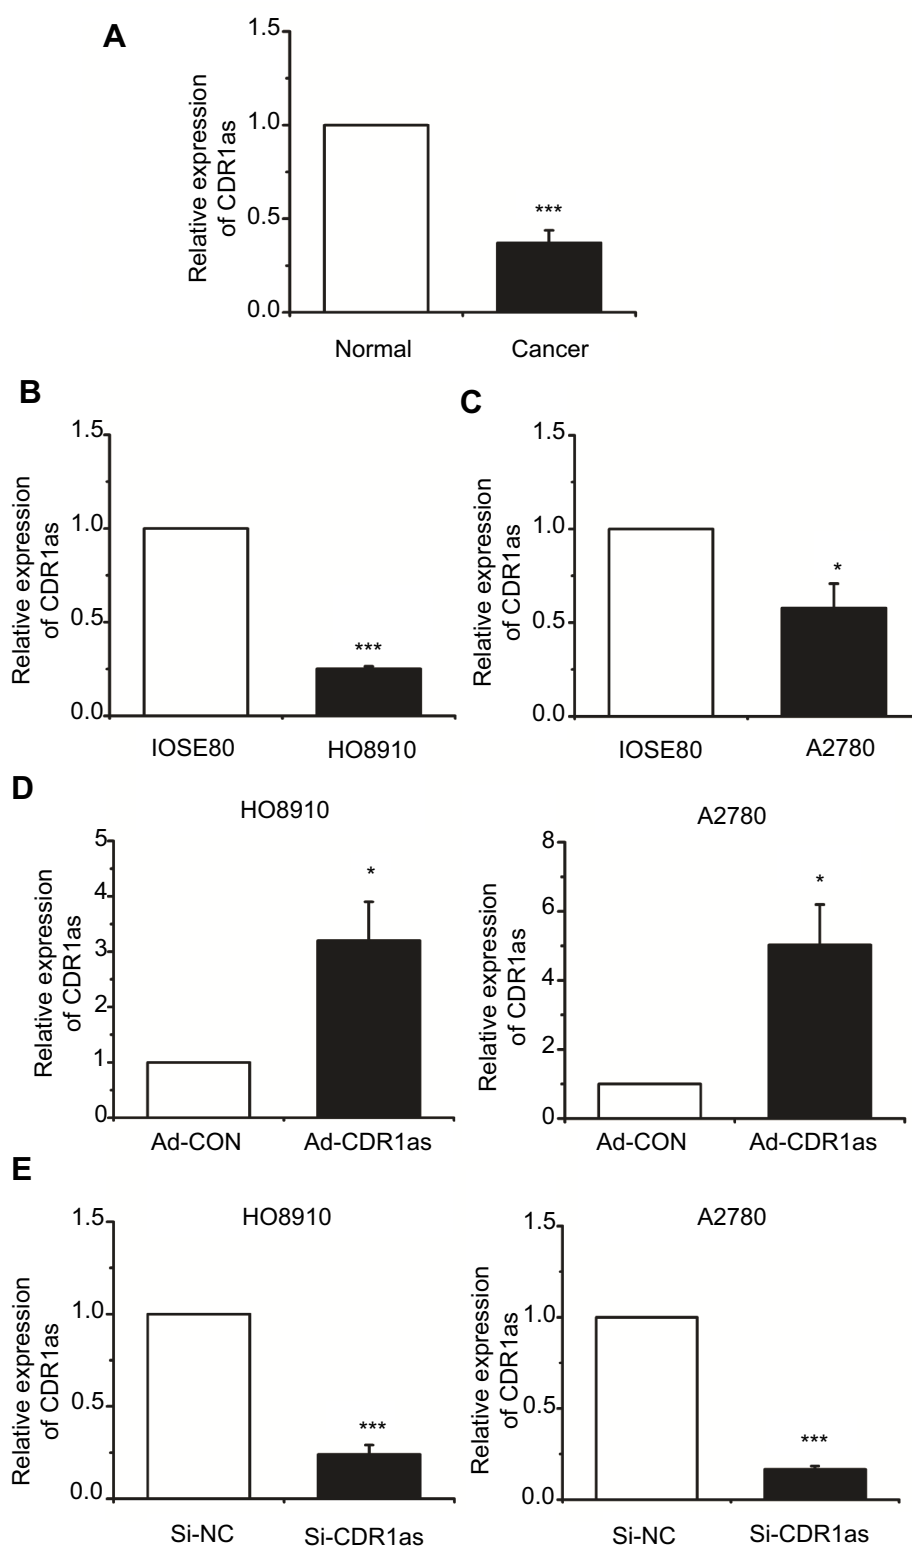 A
Relative expression
of CDR1as
1.5
1.0
0.5
0.0
***
Normal
Cancer
B
Relative expression
of CDR1as
1.5
1.0
0.5
0.0
***
IOSE80
HO8910
C
Relative expression
of CDR1as
1.5
1.0
0.5
0.0
*
IOSE80
A2780
D
HO8910
Relative expression
of CDR1as
5
4
3
2
1
0
*
Ad-CON
Ad-CDR1as
A2780
Relative expression
of CDR1as
8
6
4
2
0
*
Ad-CON
Ad-CDR1as
E
HO8910
Relative expression
of CDR1as
1.5
1.0
0.5
0.0
***
Si-NC
Si-CDR1as
A2780
Relative expression
of CDR1as
1.5
1.0
0.5
0.0
***
Si-NC
Si-CDR1as